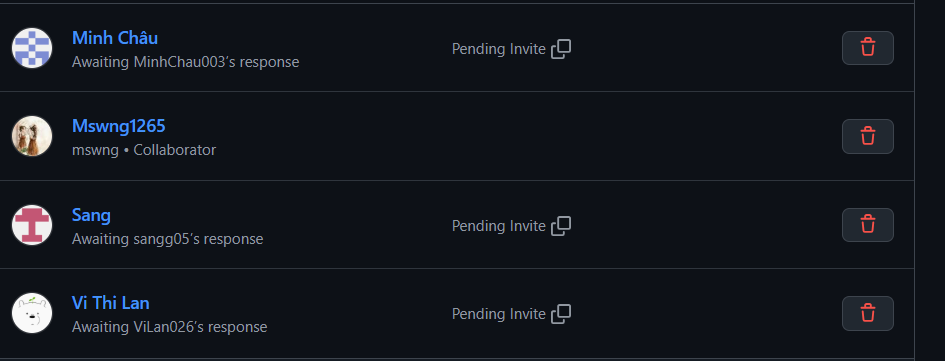 Minh Châu
Awaiting MinhChau003’s response
Pending Invite
Mswng1265
mswng • Collaborator
Sang
Awaiting sangg05’s response
Pending Invite
Vi Thi Lan
Awaiting ViLan026’s response
Pending Invite